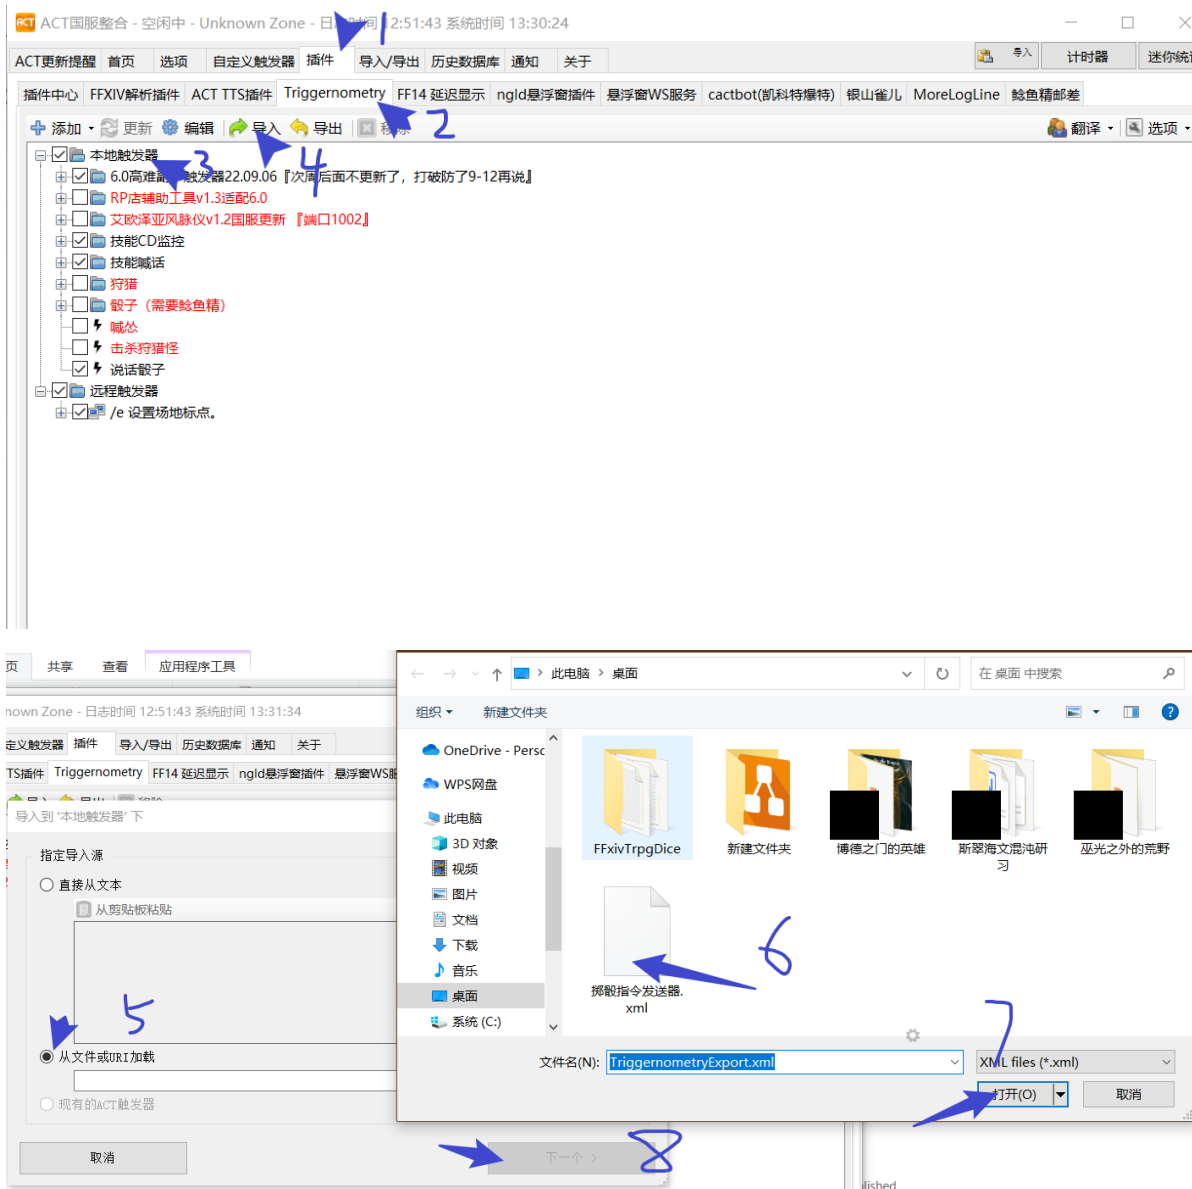 ACT国服整合 - 空闲中 - Unknown Zone - 日志时间 12:51:43 系统时间 13:30:24
1
ACT更新提醒 首页 选项 自定义触发器 插件 导入/导出 历史数据库 通知 关于
导入 计时器 迷你统
插件中心 FFXIV解析插件 ACT TTS插件 Triggernometry FF14 延迟显示 ngld悬浮窗插件 悬浮窗WS服务 cactbot(凯科特爆特) 银山雀儿 MoreLogLine 鲶鱼精邮差
2
添加 更新 编辑 导入 导出 移除 翻译 选项
3
4
本地触发器
6.0高难副本触发器22.09.06『次周后面不更新了，打破防了9-12再说』
RP店辅助工具v1.3适配6.0
艾欧泽亚风脉仪v1.2国服更新 『端口1002』
技能CD监控
技能喊话
狩猎
骰子（需要鲶鱼精）
喊怂
击杀狩猎怪
说话骰子
远程触发器
/e 设置场地标点。
页 共享 查看 应用程序工具
nown Zone - 日志时间 12:51:43 系统时间 13:31:34
定义触发器 插件 导入/导出 历史数据库 通知 关于
TS插件 Triggernometry FF14 延迟显示 ngld悬浮窗插件 悬浮窗WS服
导入 导出 移除
导入到 '本地触发器' 下
指定导入源
直接从文本
从剪贴板粘贴
5
从文件或URI加载
现有的ACT触发器
取消
下一个 >
8
此电脑 桌面
在 桌面 中搜索
组织 新建文件夹
OneDrive - Persc
WPS网盘
此电脑
3D 对象
视频
图片
文档
下载
音乐
桌面
系统 (C:)
FFxivTrpgDice
新建文件夹
博德之门的英雄
斯翠海文混沌研
习
巫光之外的荒野
掷骰指令发送器.
xml
6
7
文件名(N): TriggernometryExport.xml
XML files (*.xml)
打开(O) 取消
lished